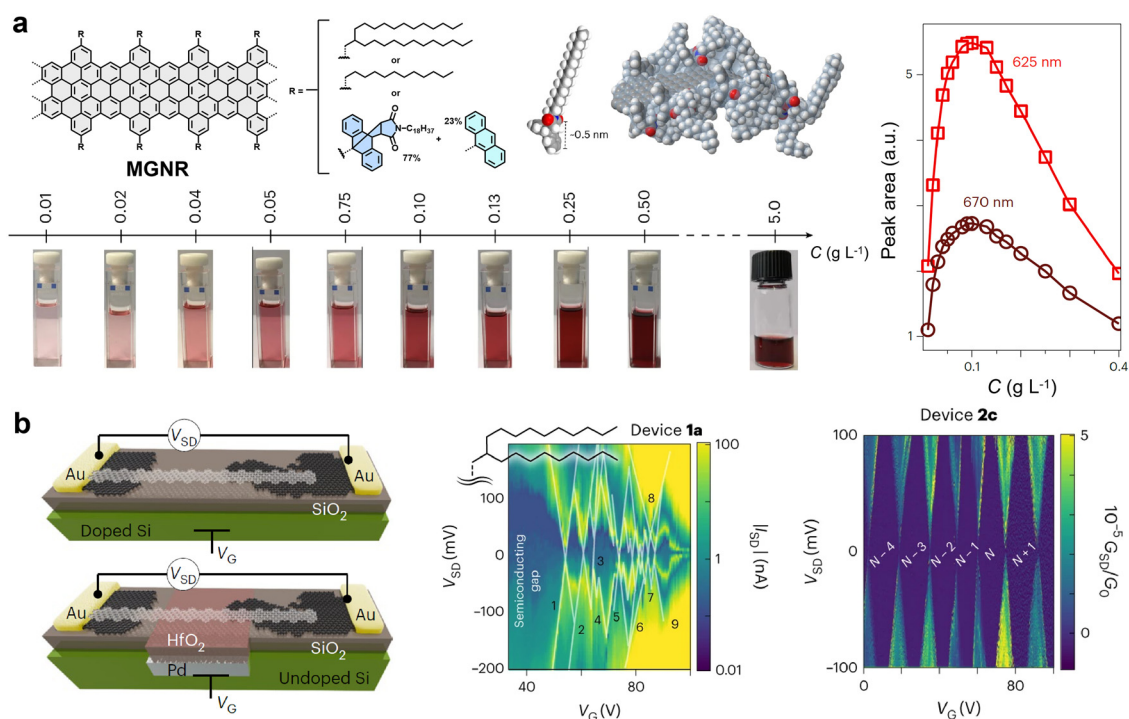 a
R R R R
R R R R
MGNR
R =
or
or
N-C18H37
77%
+
23%
~0.5 nm
Peak area (a.u.)
5
1
625 nm
670 nm
0.1 0.4
C (g L-1)
0.01 0.02 0.04 0.05 0.75 0.10 0.13 0.25 0.50 5.0
C (g L-1)
b
VSD
Au Au
SiO2
Doped Si
VG
VSD
Au Au
HfO2
SiO2
Pd
Undoped Si
VG
Device 1a
VSD (mV)
100
0
-100
-200
Semiconducting gap
1 2 3 4 5 6 7 8 9
40 80
VG (V)
100
1
0.01
|ISD| (nA)
Device 2c
VSD (mV)
100
50
0
-50
-100
N – 4 N – 3 N – 2 N – 1 N N + 1
0 80
VG (V)
5
0
10-5 GSD/G0